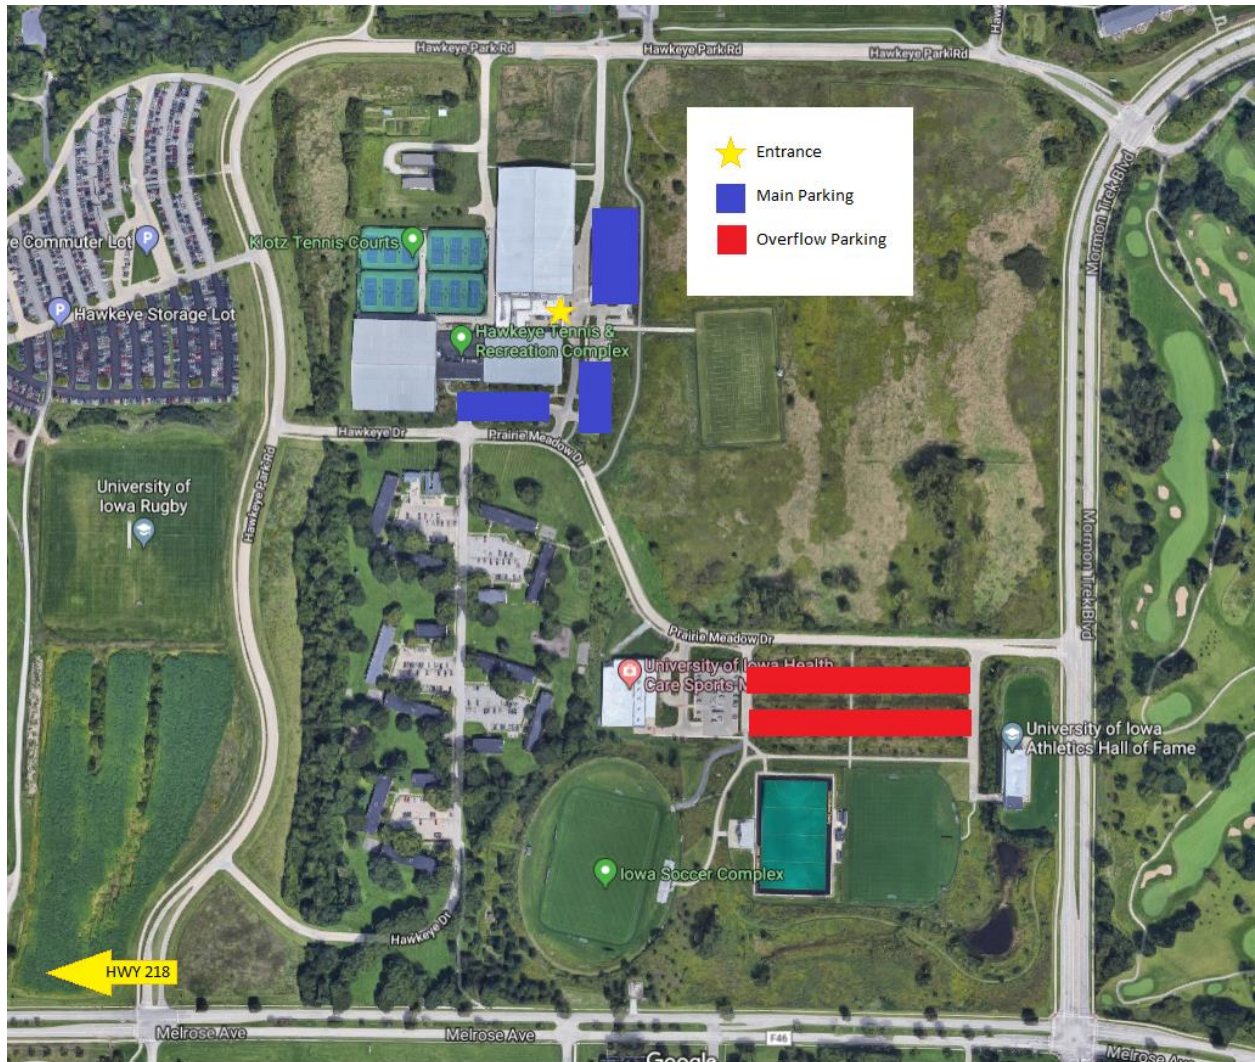 Hawkeye Park Rd
Hawkeye Park Rd
Hawkeye Park Rd
Entrance
Main Parking
Overflow Parking
Mormon Trek Blvd
Klotz Tennis Courts
Commuter Lot
P
P
Hawkeye Storage Lot
Hawkeye Tennis &
Recreation Complex
Hawkeye Dr
Prairie Meadow Dr
Hawkeye Park Rd
University of
Iowa Rugby
Mormon Trek Blvd
Prairie Meadow Dr
University of Iowa Health
Care Sports
University of Iowa
Athletics Hall of Fame
Iowa Soccer Complex
Hawkeye Dr
HWY 218
Melrose Ave
Melrose Ave
F46
Melrose Ave
Google